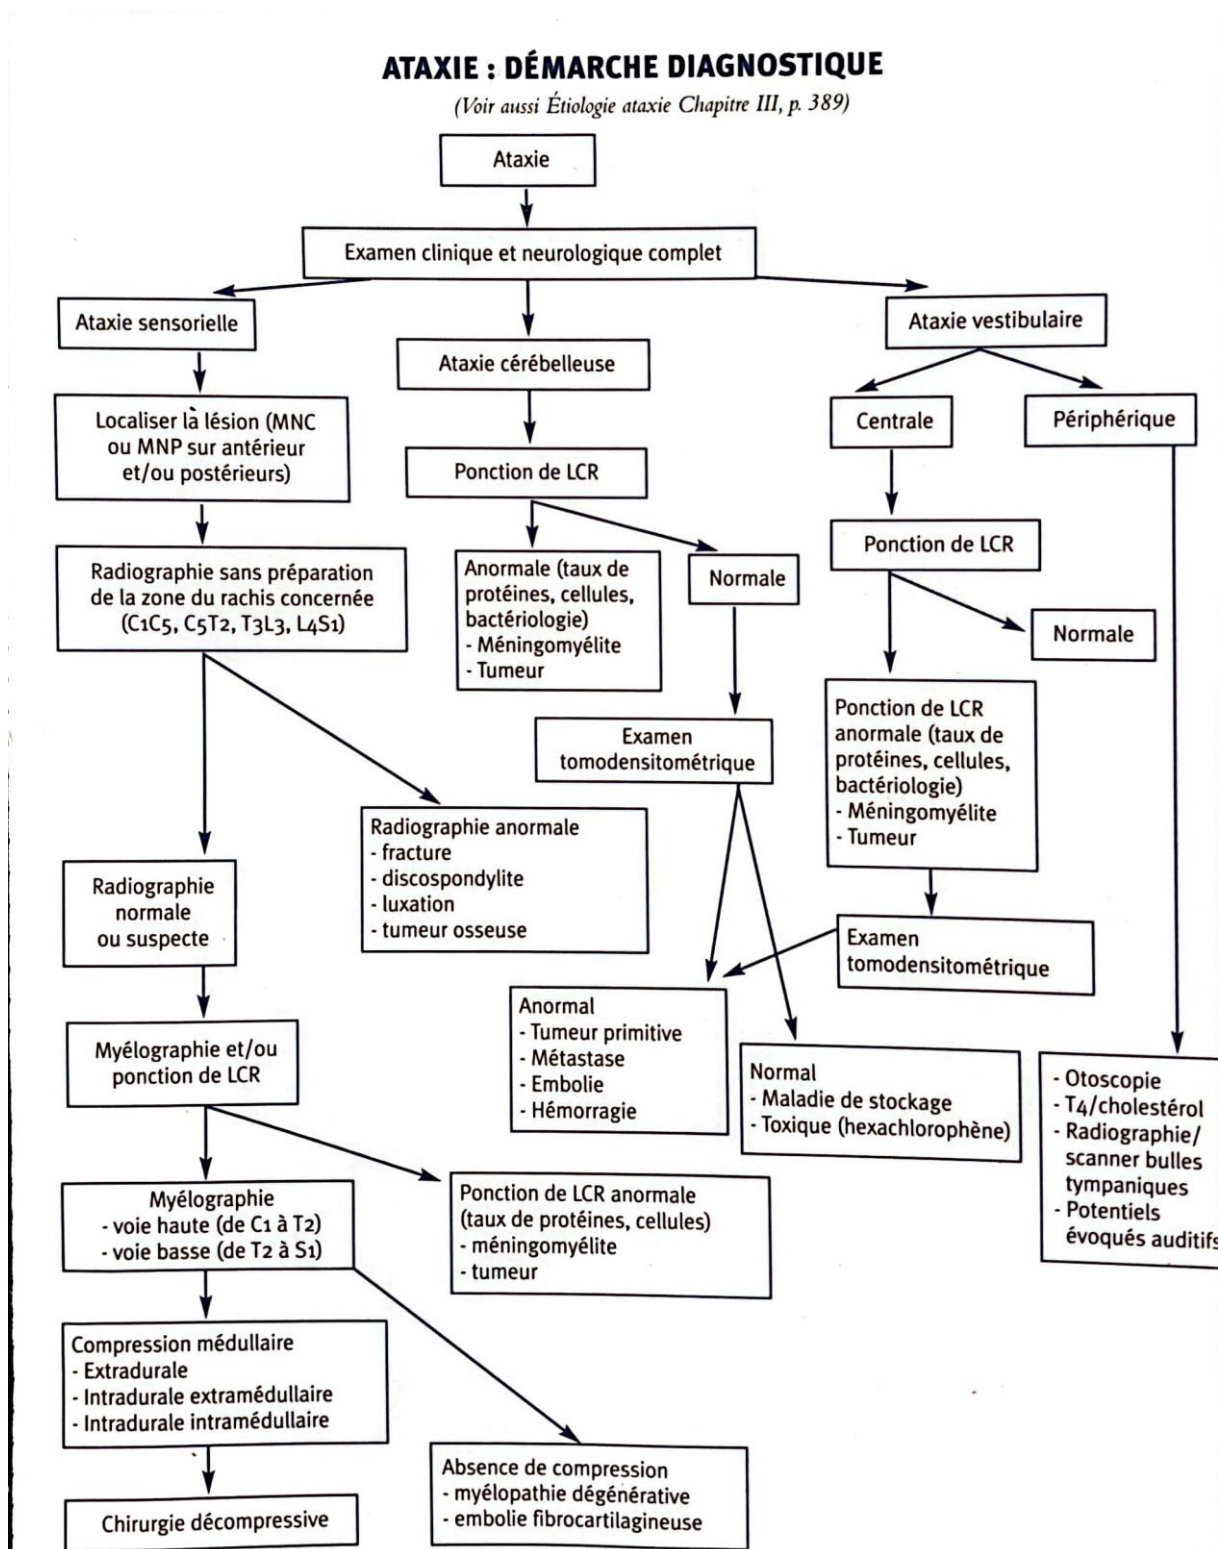 ATAXIE : DÉMARCHE DIAGNOSTIQUE
(Voir aussi Étiologie ataxie Chapitre III, p. 389)
Ataxie
Examen clinique et neurologique complet
Ataxie sensorielle
Ataxie cérébelleuse
Ataxie vestibulaire
Localiser la lésion (MNC
ou MNP sur antérieur
et/ou postérieurs)
Centrale
Périphérique
Ponction de LCR
Ponction de LCR
Radiographie sans préparation
de la zone du rachis concernée
(C1C5, C5T2, T3L3, L4S1)
Anormale (taux de
protéines, cellules,
bactériologie)
- Méningomyélite
- Tumeur
Normale
Normale
Examen
tomodensitométrique
Ponction de LCR
anormale (taux de
protéines, cellules,
bactériologie)
- Méningomyélite
- Tumeur
Radiographie anormale
- fracture
- discospondylite
- luxation
- tumeur osseuse
Radiographie
normale
ou suspecte
Examen
tomodensitométrique
Anormal
- Tumeur primitive
- Métastase
- Embolie
- Hémorragie
Normal
- Maladie de stockage
- Toxique (hexachlorophène)
- Otoscopie
- T4/cholestérol
- Radiographie/
scanner bulles
tympaniques
- Potentiels
évoqués auditifs
Myélographie et/ou
ponction de LCR
Myélographie
- voie haute (de C1 à T2)
- voie basse (de T2 à S1)
Ponction de LCR anormale
(taux de protéines, cellules)
- méningomyélite
- tumeur
Compression médullaire
- Extradurale
- Intradurale extramédullaire
- Intradurale intramédullaire
Absence de compression
- myélopathie dégénérative
- embolie fibrocartilagineuse
Chirurgie décompressive